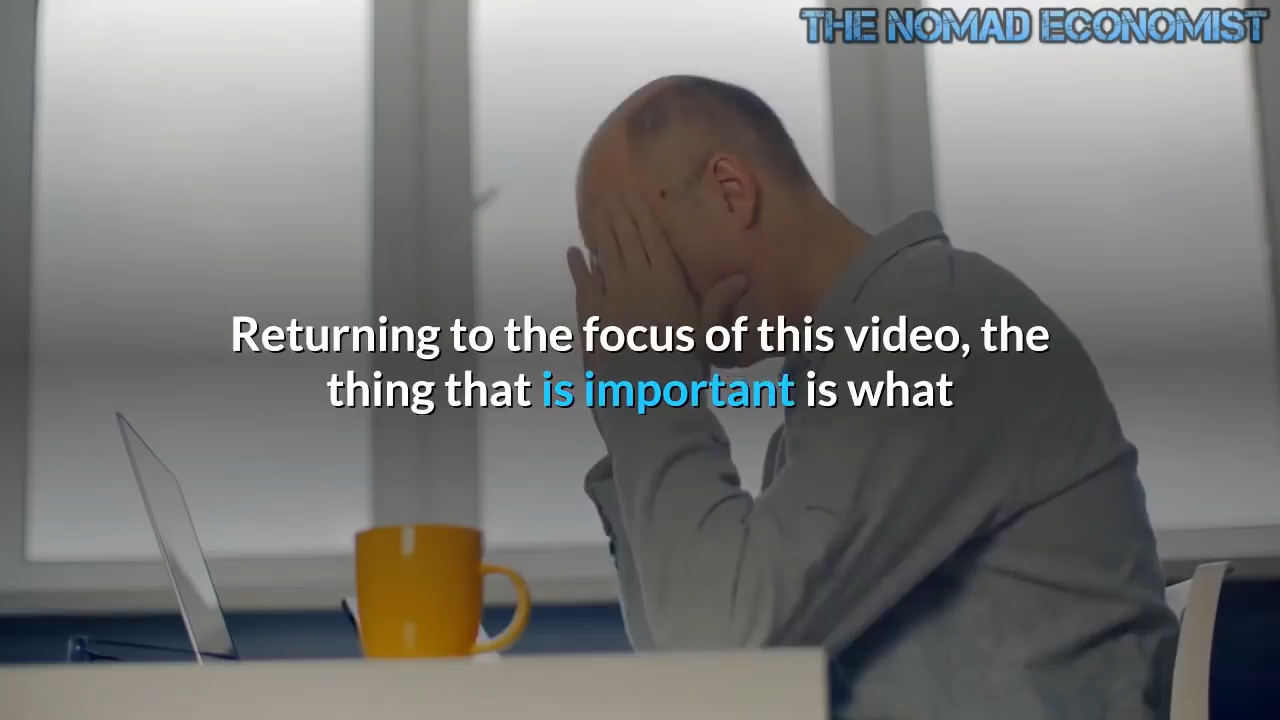 THE NOMAD ECONOMIST
Returning to the focus of this video, the
thing that is important is what